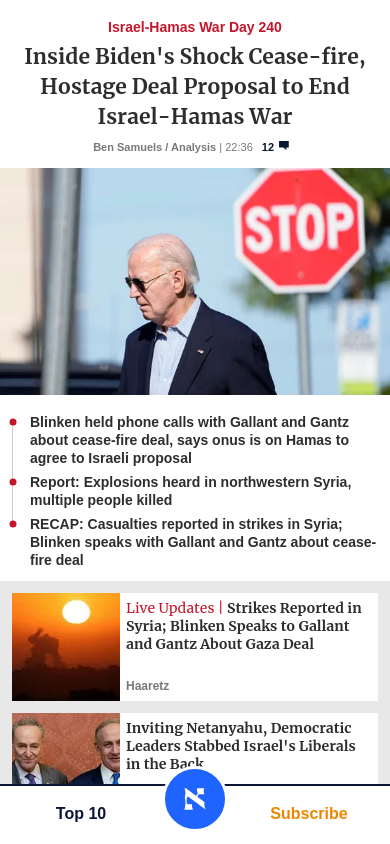 Israel-Hamas War Day 240
Inside Biden's Shock Cease-fire,
Hostage Deal Proposal to End
Israel-Hamas War
Ben Samuels / Analysis | 22:36 12
STOP
Blinken held phone calls with Gallant and Gantz
about cease-fire deal, says onus is on Hamas to
agree to Israeli proposal
Report: Explosions heard in northwestern Syria,
multiple people killed
RECAP: Casualties reported in strikes in Syria;
Blinken speaks with Gallant and Gantz about cease-
fire deal
Live Updates | Strikes Reported in
Syria; Blinken Speaks to Gallant
and Gantz About Gaza Deal
Haaretz
Inviting Netanyahu, Democratic
Leaders Stabbed Israel's Liberals
in the Back
Top 10
א
Subscribe